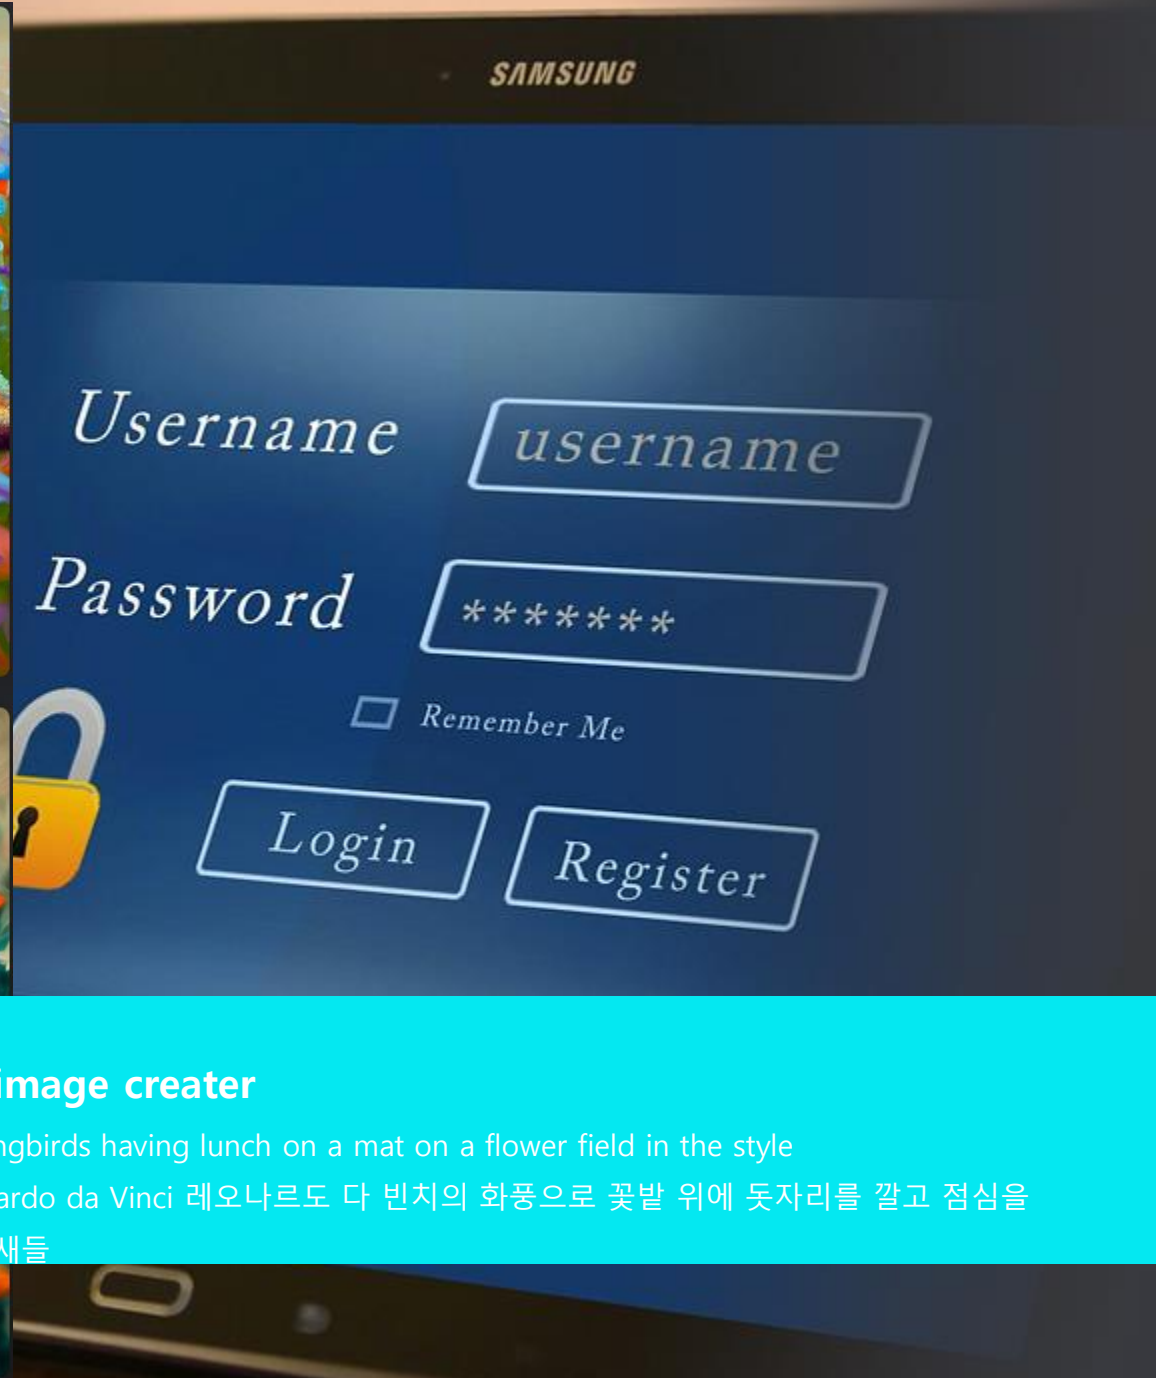 SAMSUNG
Username
username
Password
*******
Remember Me
Login
Register
image creater
ngbirds having lunch on a mat on a flower field in the style
ardo da Vinci 레오나르도 다 빈치의 화풍으로 꽃밭 위에 돗자리를 깔고 점심을
새들